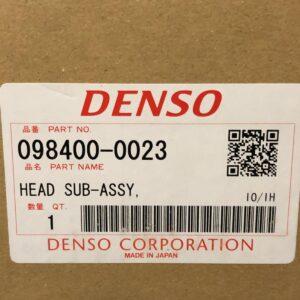 DENSO
品番 PART NO.
098400-0023
品名 PART NAME
HEAD SUB-ASSY,
数量 QT.
10/1H
1
DENSO CORPORATION
MADE IN JAPAN